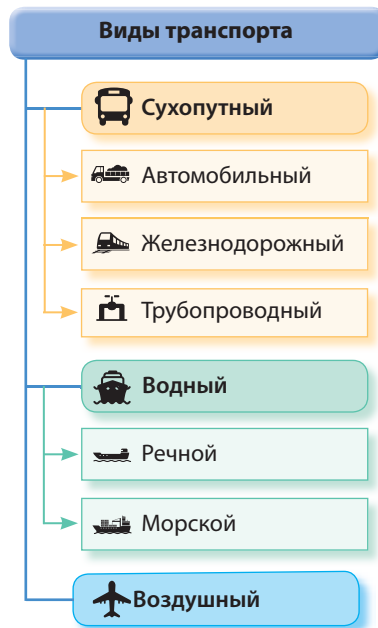 Виды транспорта
Сухопутный
Автомобильный
Железнодорожный
Трубопроводный
Водный
Речной
Морской
Воздушный